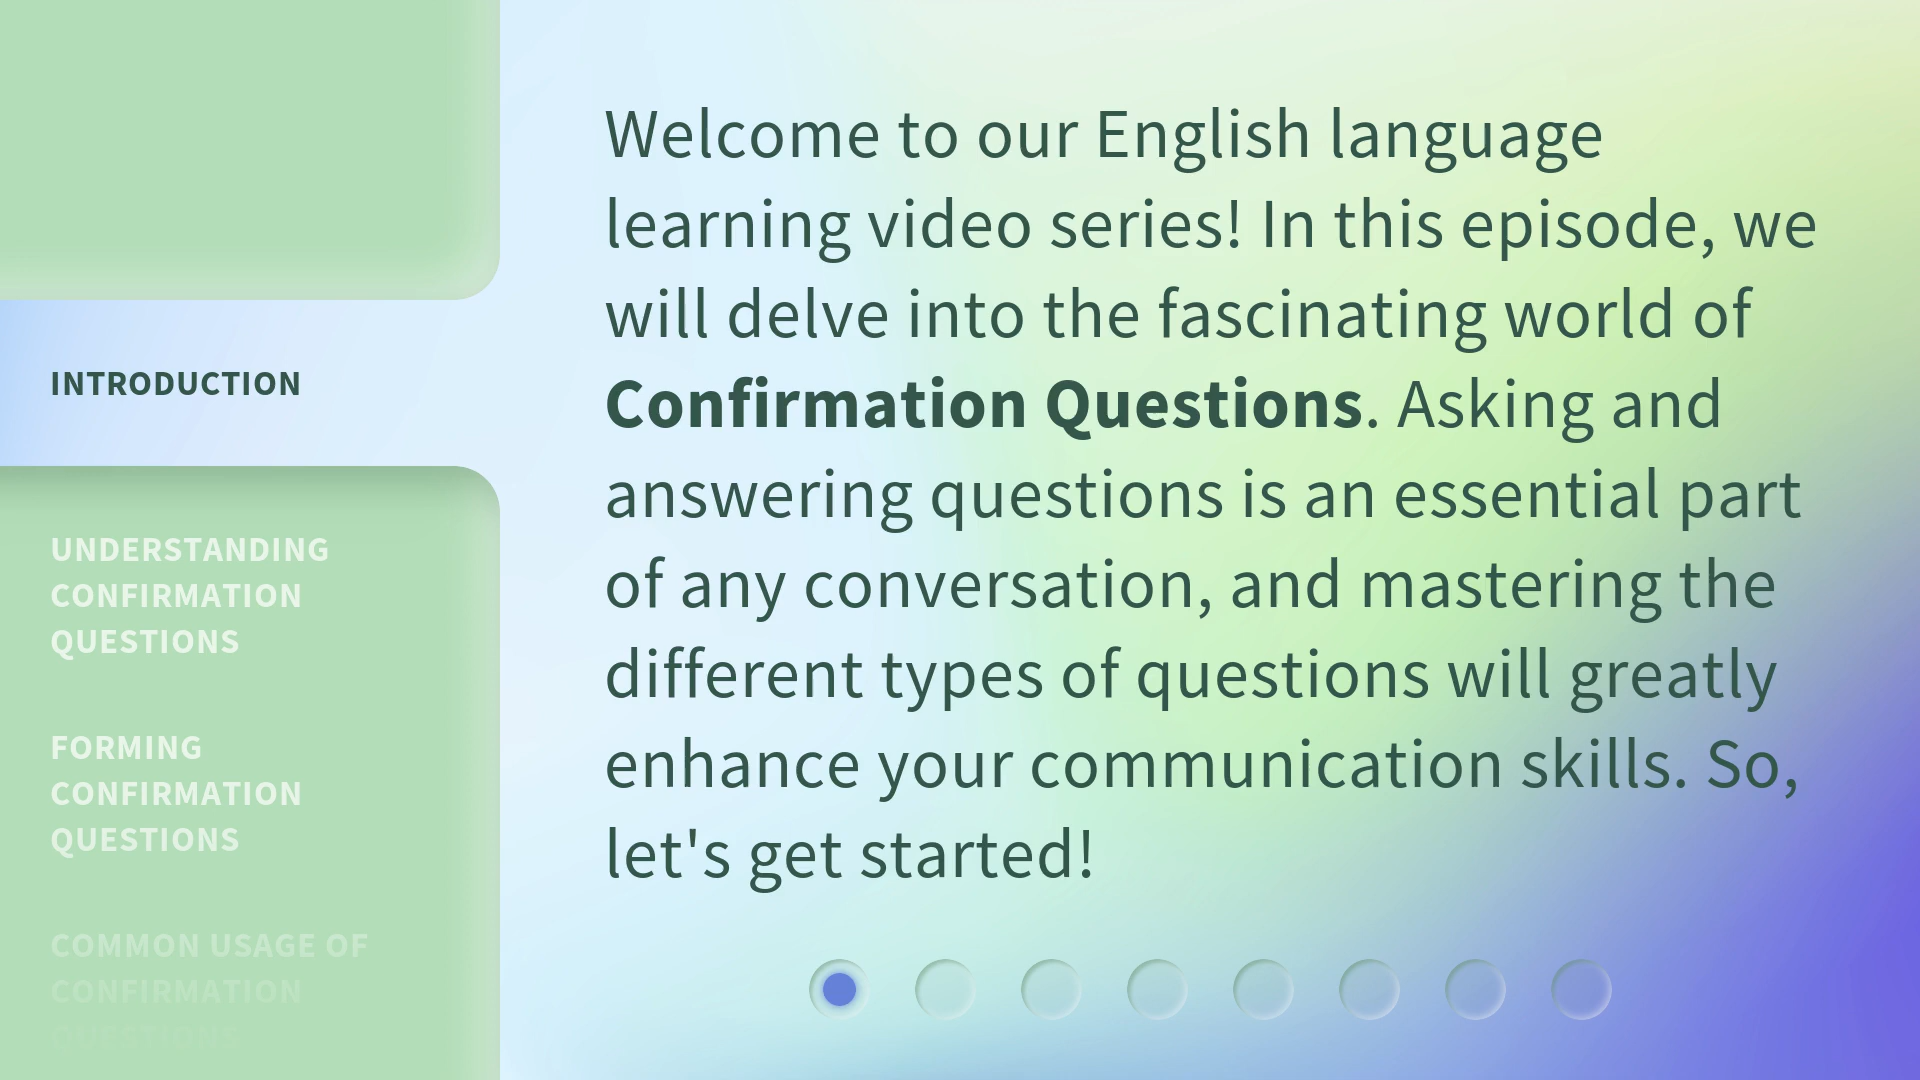 INTRODUCTION
UNDERSTANDING
CONFIRMATION
QUESTIONS
FORMING
CONFIRMATION
QUESTIONS
COMMON USAGE OF
CONFIRMATION
QUESTIONS
Welcome to our English language
learning video series! In this episode, we
will delve into the fascinating world of
Confirmation Questions. Asking and
answering questions is an essential part
of any conversation, and mastering the
different types of questions will greatly
enhance your communication skills. So,
let's get started!